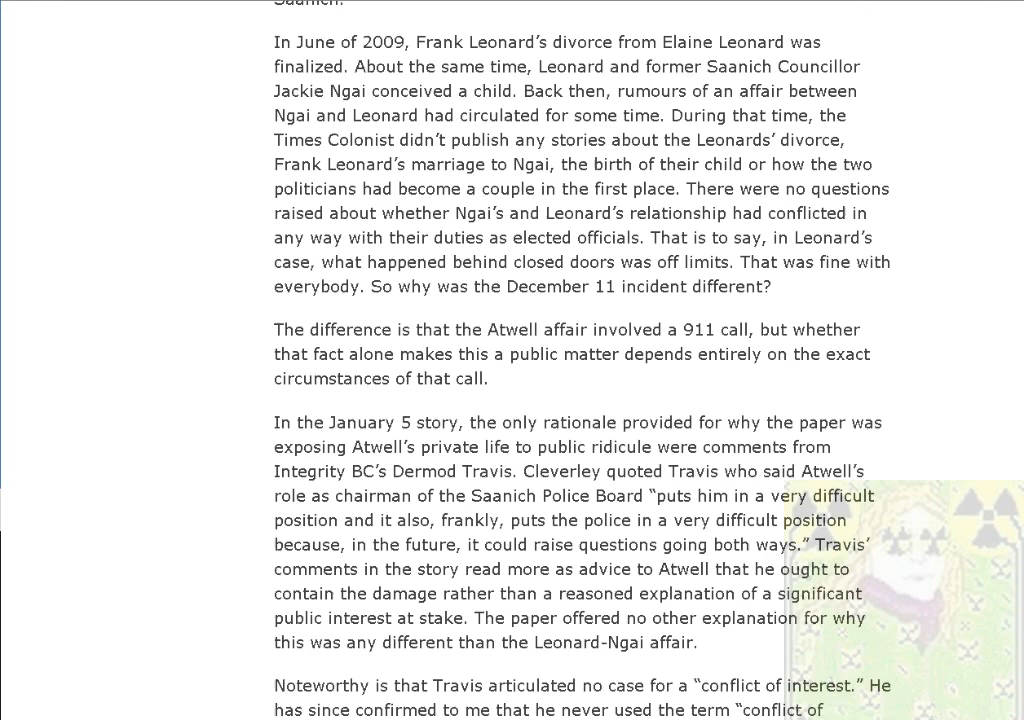 Saanich.
In June of 2009, Frank Leonard’s divorce from Elaine Leonard was
finalized. About the same time, Leonard and former Saanich Councillor
Jackie Ngai conceived a child. Back then, rumours of an affair between
Ngai and Leonard had circulated for some time. During that time, the
Times Colonist didn’t publish any stories about the Leonards’ divorce,
Frank Leonard’s marriage to Ngai, the birth of their child or how the two
politicians had become a couple in the first place. There were no questions
raised about whether Ngai’s and Leonard’s relationship had conflicted in
any way with their duties as elected officials. That is to say, in Leonard’s
case, what happened behind closed doors was off limits. That was fine with
everybody. So why was the December 11 incident different?
The difference is that the Atwell affair involved a 911 call, but whether
that fact alone makes this a public matter depends entirely on the exact
circumstances of that call.
In the January 5 story, the only rationale provided for why the paper was
exposing Atwell’s private life to public ridicule were comments from
Integrity BC’s Dermod Travis. Cleverley quoted Travis who said Atwell’s
role as chairman of the Saanich Police Board “puts him in a very difficult
position and it also, frankly, puts the police in a very difficult position
because, in the future, it could raise questions going both ways.” Travis’
comments in the story read more as advice to Atwell that he ought to
contain the damage rather than a reasoned explanation of a significant
public interest at stake. The paper offered no other explanation for why
this was any different than the Leonard-Ngai affair.
Noteworthy is that Travis articulated no case for a “conflict of interest.” He
has since confirmed to me that he never used the term “conflict of